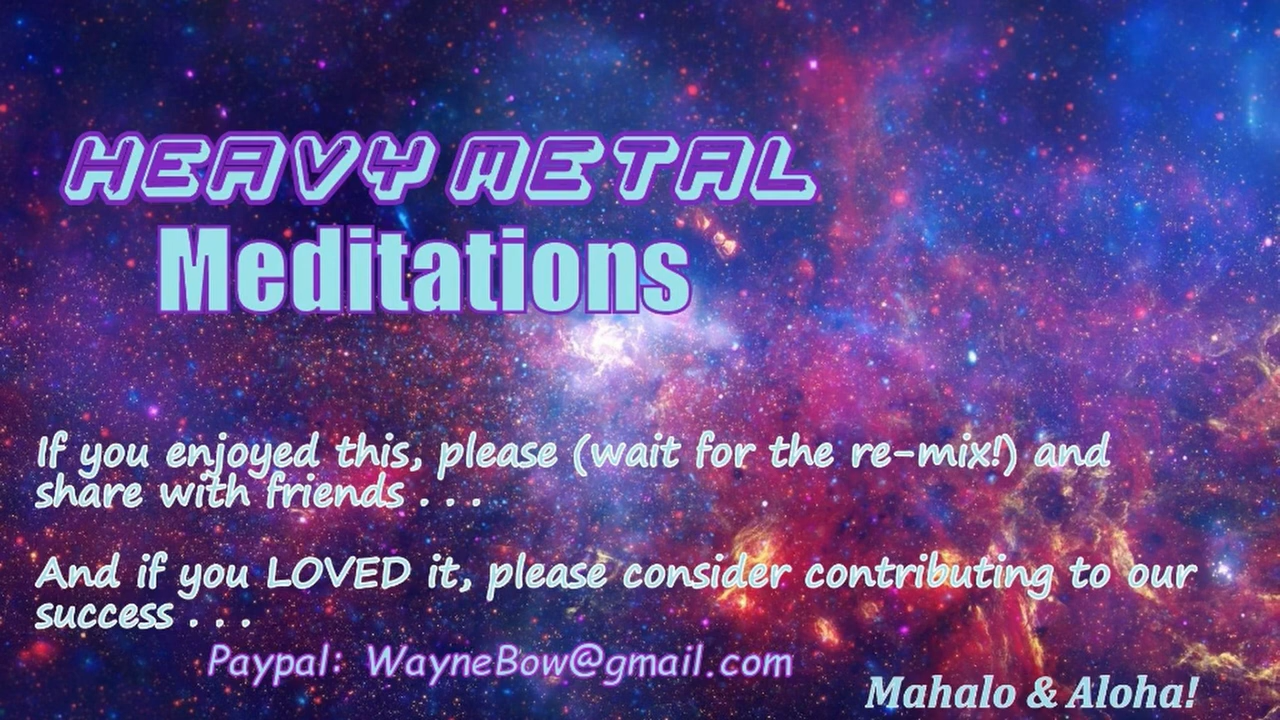 HEAVY METAL
Meditations
If you enjoyed this, please (wait for the re-mix!) and
share with friends . . .
And if you LOVED it, please consider contributing to our
success . . .
Paypal: WayneBow@gmail.com
Mahalo & Aloha!